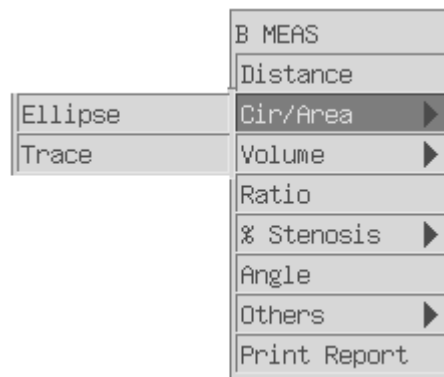 B MEAS
Distance
Cir/Area
Ellipse
Trace
Volume
Ratio
% Stenosis
Angle
Others
Print Report